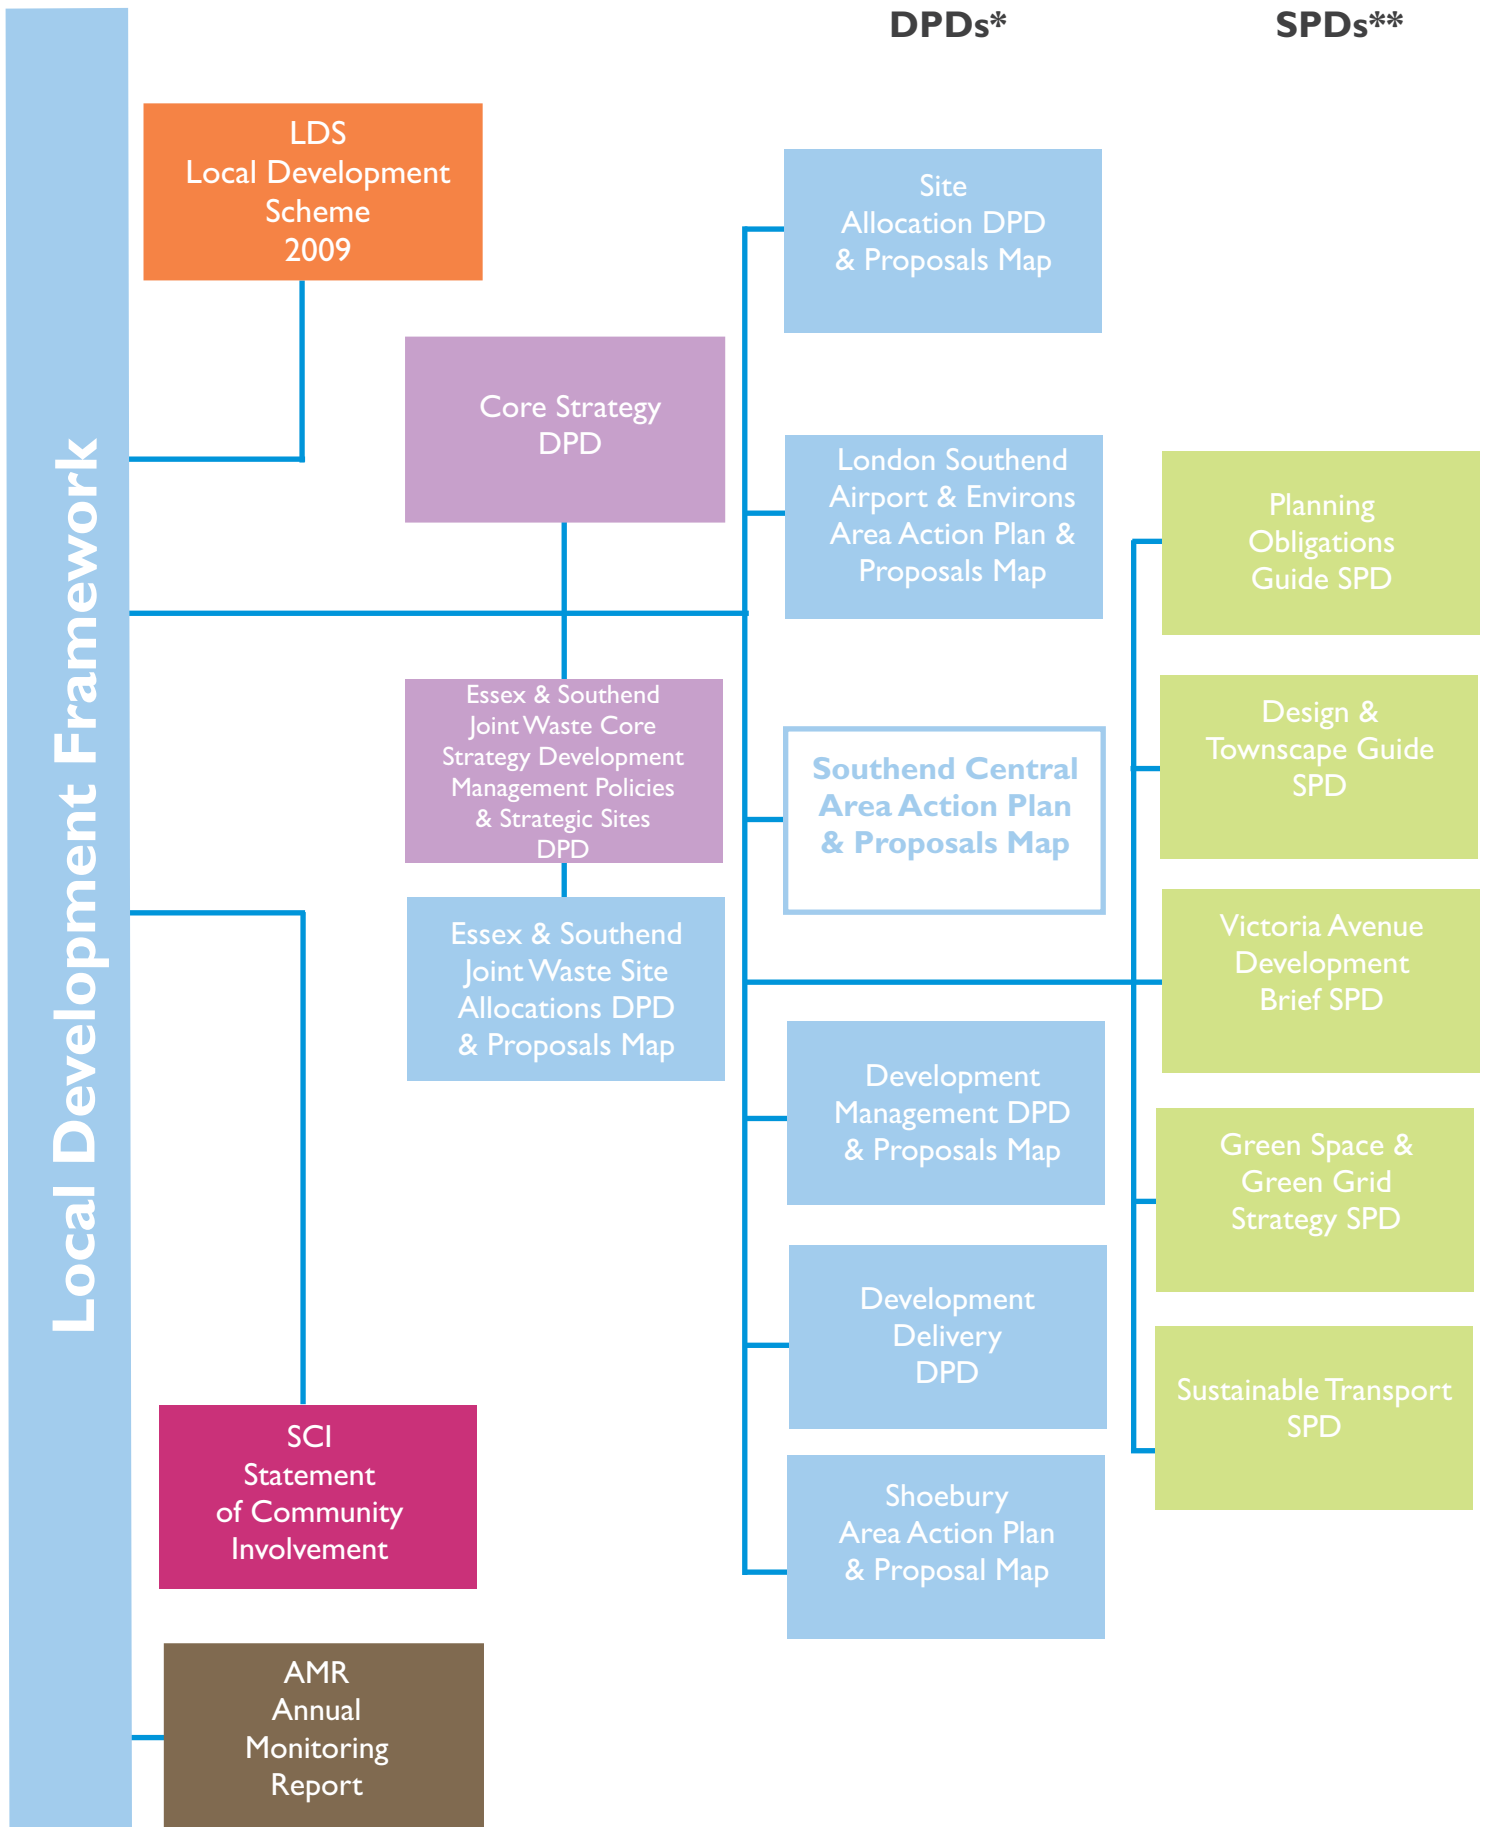 DPDs*
SPDs**
Local Development Framework
LDS
Local Development
Scheme
2009
Core Strategy
DPD
Essex & Southend
Joint Waste Core
Strategy Development
Management Policies
& Strategic Sites
DPD
Essex & Southend
Joint Waste Site
Allocations DPD
& Proposals Map
SCI
Statement
of Community
Involvement
AMR
Annual
Monitoring
Report
Site
Allocation DPD
& Proposals Map
London Southend
Airport & Environs
Area Action Plan &
Proposals Map
Southend Central
Area Action Plan
& Proposals Map
Development
Management DPD
& Proposals Map
Development
Delivery
DPD
Shoebury
Area Action Plan
& Proposal Map
Planning
Obligations
Guide SPD
Design &
Townscape Guide
SPD
Victoria Avenue
Development
Brief SPD
Green Space &
Green Grid
Strategy SPD
Sustainable Transport
SPD